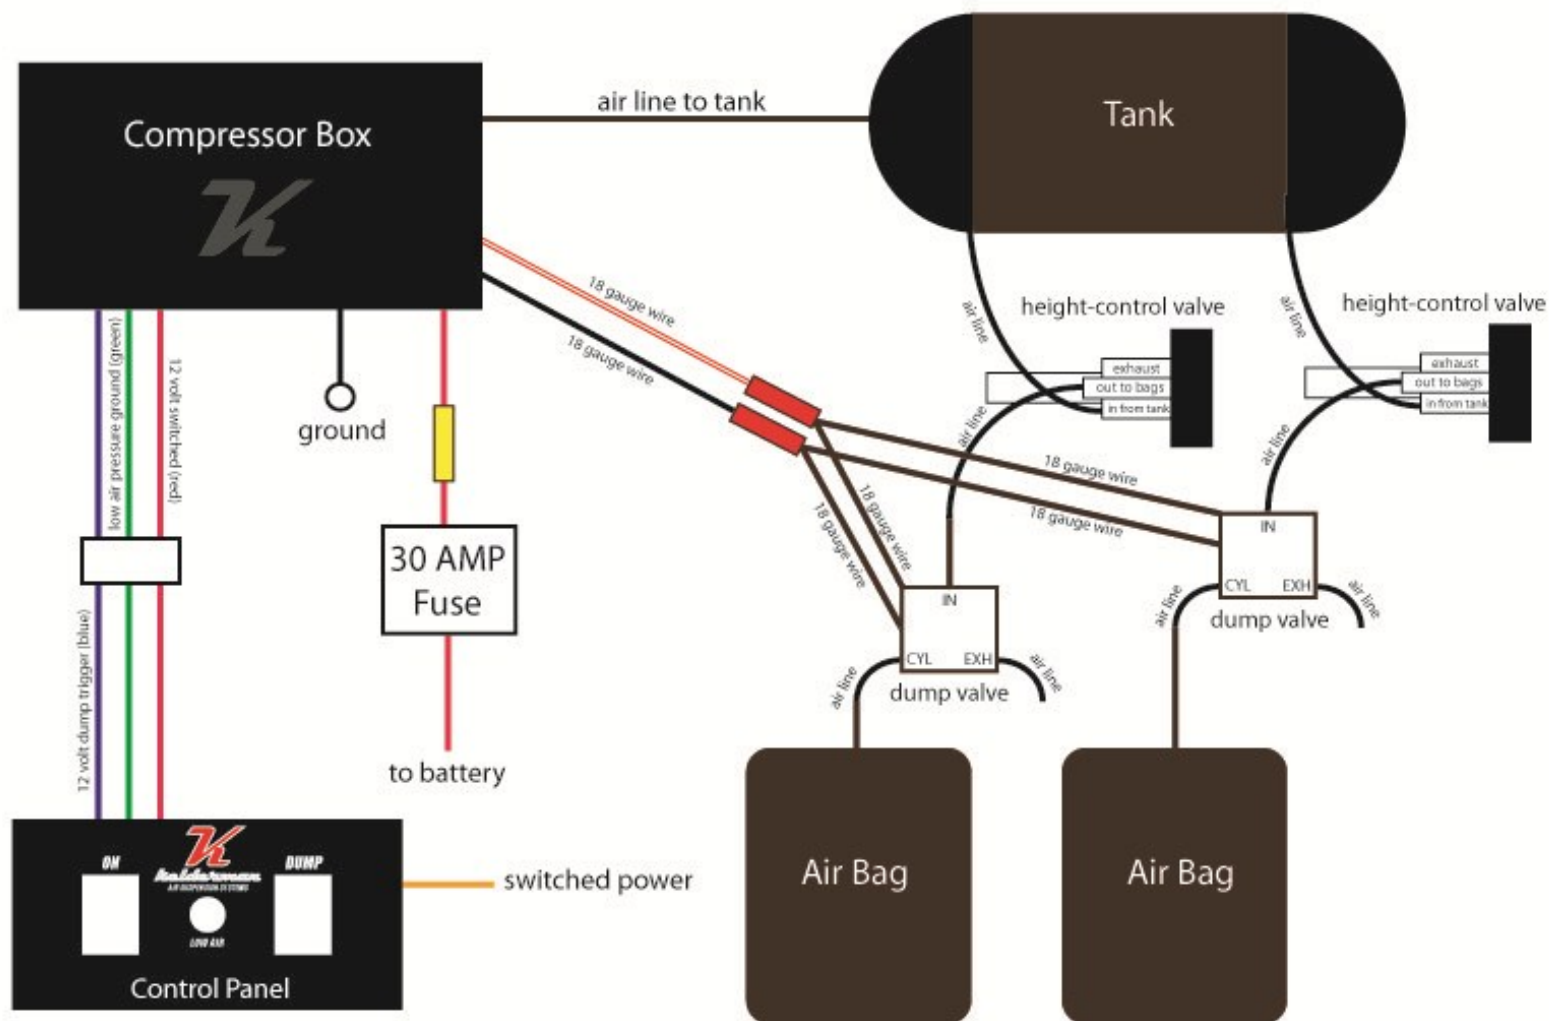 air line to tank
Tank
Compressor Box
K
18 gauge wire
18 gauge wire
air line
height-control valve
exhaust
out to bags
in from tank
air line
air line
height-control valve
exhaust
out to bags
in from tank
air line
low air pressure ground (green)
12 volt switched (red)
ground
30 AMP
Fuse
to battery
12 volt dump trigger (blue)
18 gauge wire
18 gauge wire
18 gauge wire
18 gauge wire
IN
CYL
EXH
air line
air line
dump valve
IN
CYL
EXH
air line
air line
dump valve
Air Bag
Air Bag
ON
K
Kelderman
AIR SUSPENSION SYSTEMS
LOW AIR
DUMP
Control Panel
switched power